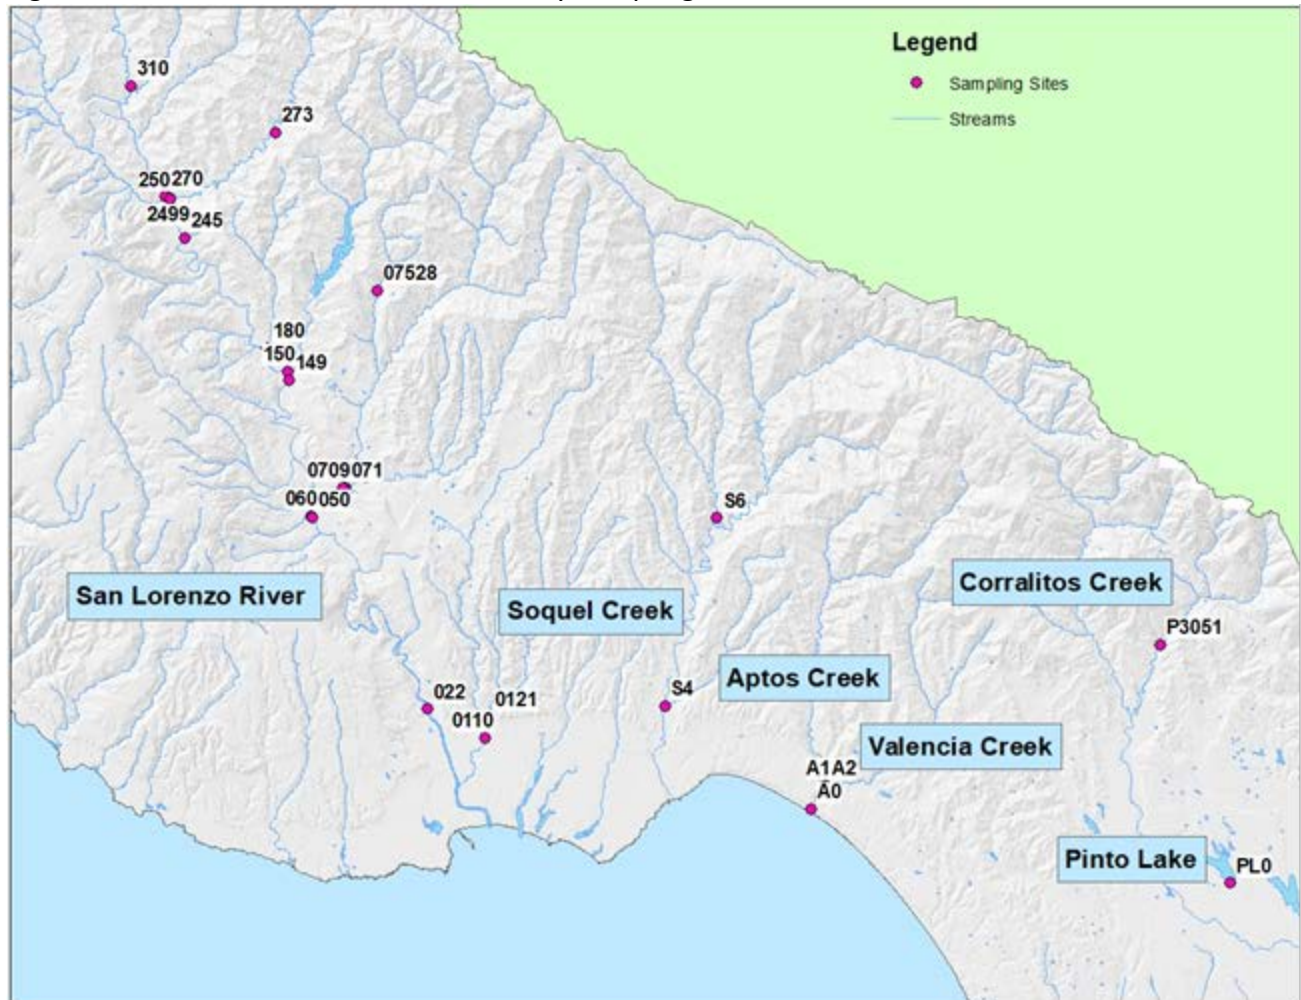 Legend
Sampling Sites
Streams
310
273
250 270
2499 245
07528
180
150 149
0709 071
060 050
S6
San Lorenzo River
Soquel Creek
Corralitos Creek
P3051
Aptos Creek
S4
022
0121
0110
Valencia Creek
A1 A2
A0
Pinto Lake
PL0